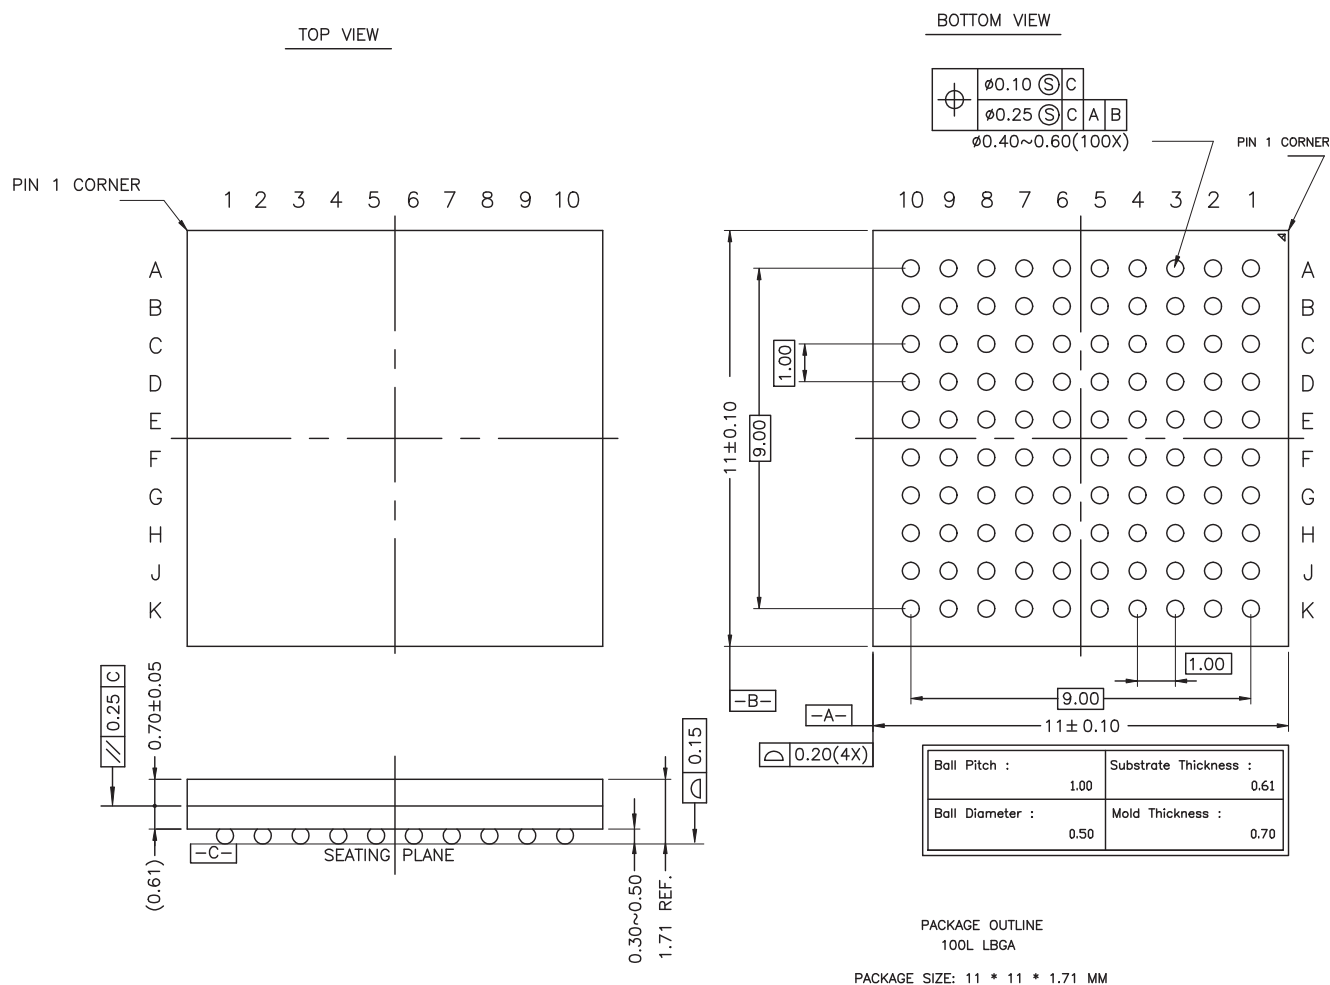 TOP VIEW
BOTTOM VIEW
⌀0.10 Ⓢ C
⌀0.25 Ⓢ C A B
⌀0.40~0.60(100X)
PIN 1 CORNER
PIN 1 CORNER
1 2 3 4 5 6 7 8 9 10
10 9 8 7 6 5 4 3 2 1
A
B
C
D
E
F
G
H
J
K
1.00
9.00
11±0.10
A
B
C
D
E
F
G
H
J
K
1.00
9.00
11±0.10
-B-
-A-
⌓ 0.20(4X)
// 0.25 C
0.70±0.05
(0.61)
-C-
SEATING PLANE
0.30~0.50
1.71 REF.
⌓ 0.15
Ball Pitch :
1.00
Substrate Thickness :
0.61
Ball Diameter :
0.50
Mold Thickness :
0.70
PACKAGE OUTLINE
100L LBGA
PACKAGE SIZE: 11 * 11 * 1.71 MM